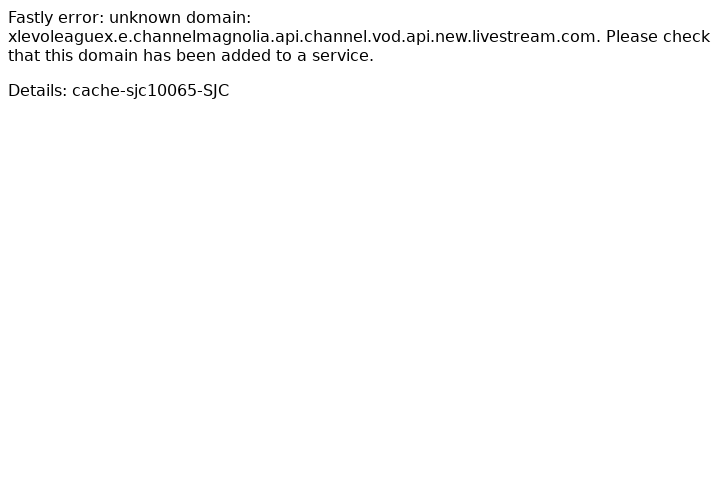 Fastly error: unknown domain:
xlevoleaguex.e.channelmagnolia.api.channel.vod.api.new.livestream.com. Please check
that this domain has been added to a service.
Details: cache-sjc10065-SJC